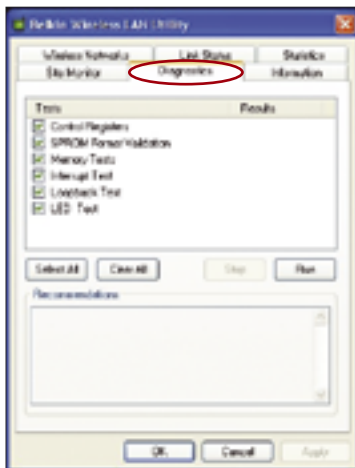 Belkin Wireless LAN Utility
Wireless Networks Link Status Statistics
Site Monitor Diagnostics Information
Tests Results
Control Registers
SPROM Format Validation
Memory Tests
Interrupt Test
Loopback Test
LED Test
Select All Clear All Stop Run
Recommendations
OK Cancel Apply